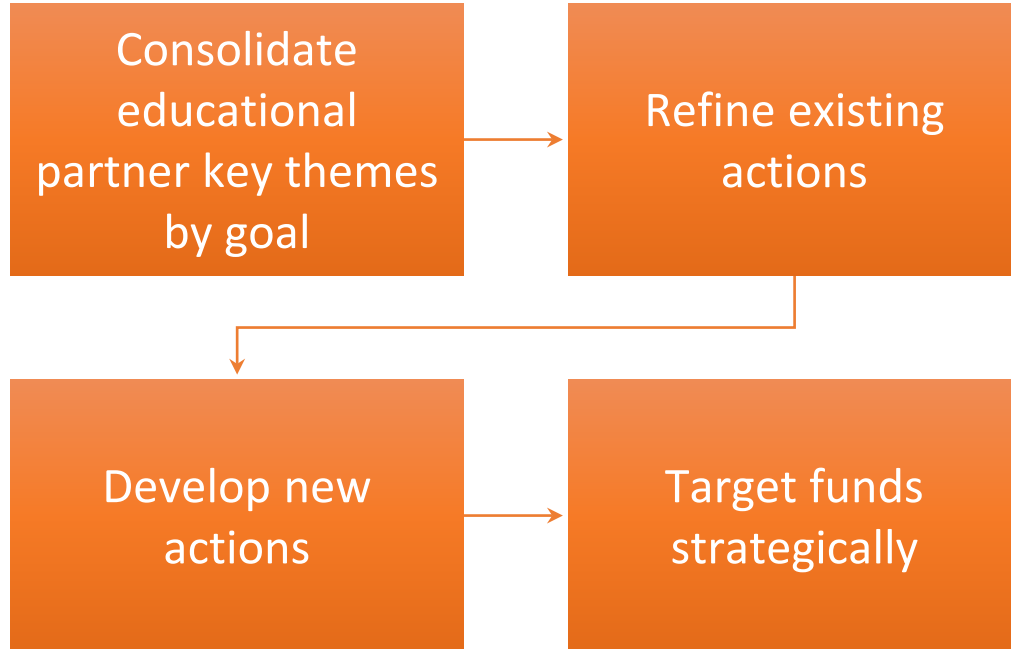 Consolidate
educational
partner key themes
by goal
Refine existing
actions
Develop new
actions
Target funds
strategically